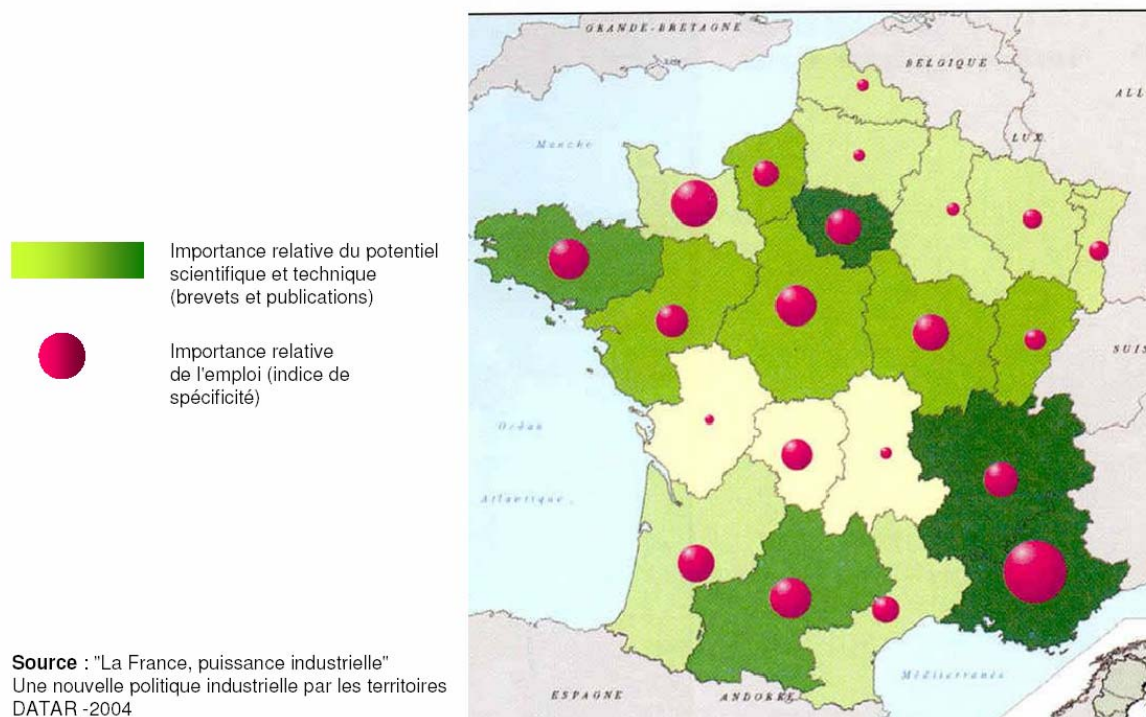 GRANDE-BRETAGNE
BELGIQUE
ALL
LUX
Manche
Importance relative du potentiel
scientifique et technique
(brevets et publications)
Importance relative
de l'emploi (indice de
spécificité)
SUIS
Océan
Atlantique
Source : "La France, puissance industrielle"
Une nouvelle politique industrielle par les territoires
DATAR -2004
Méditerranée
ESPAGNE
ANDORRE